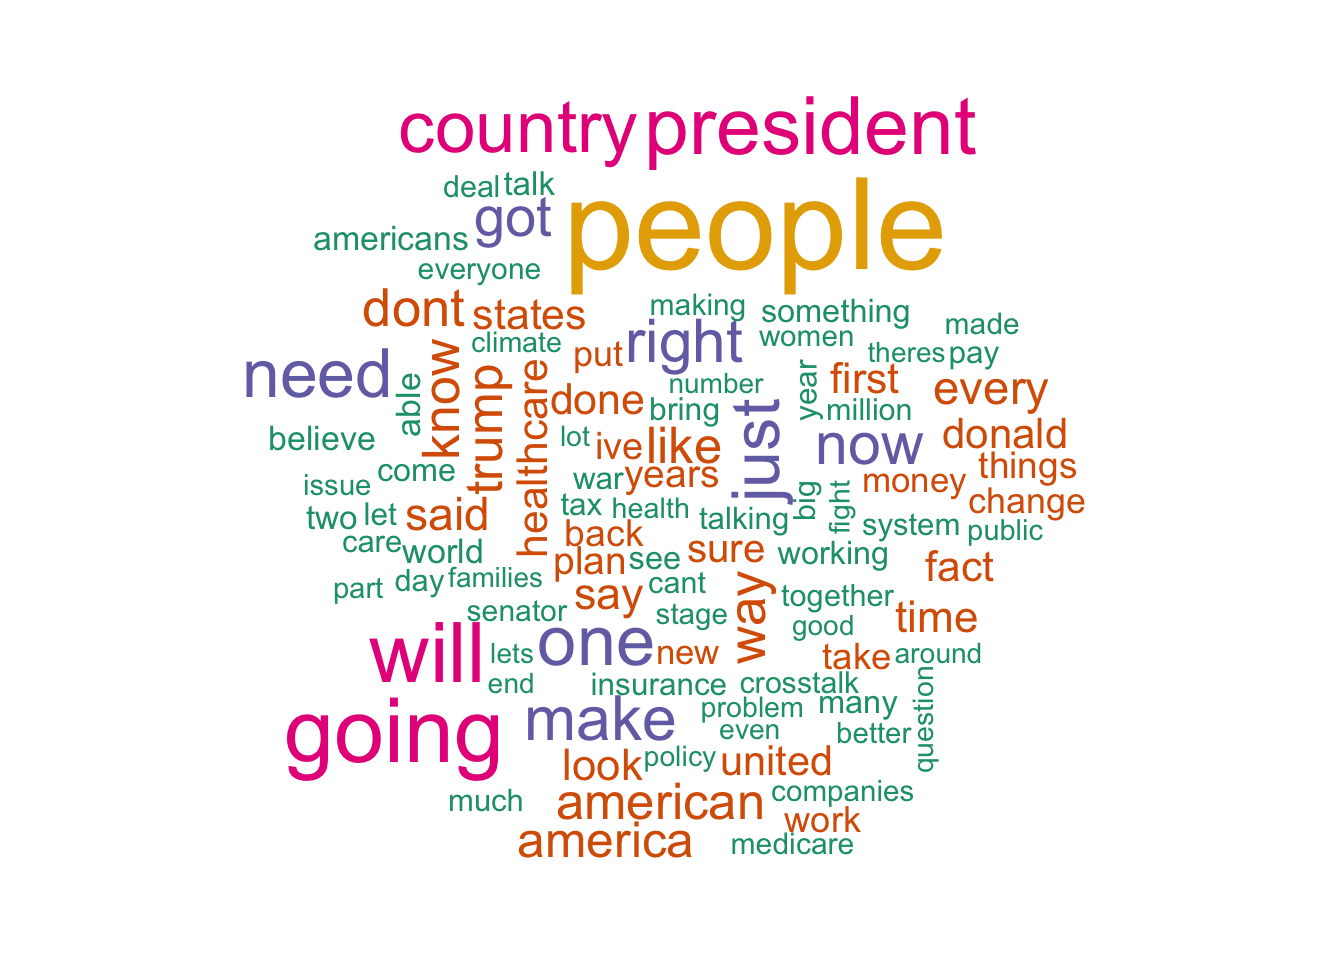 country president
deal talk
got people
americans
everyone
dont states making something made
right women
need know climate put theres pay
trump healthcare done number year first every
able bring million
believe lot ive like just now donald
come war years money things
issue big fight change
two let said tax health talking system public
care world back
plan see sure working fact
part day families say cant way together
senator stage good time
will one new take around
lets
end insurance crosstalk question
going make problem many
even better
look policy united
much american companies
america work
medicare